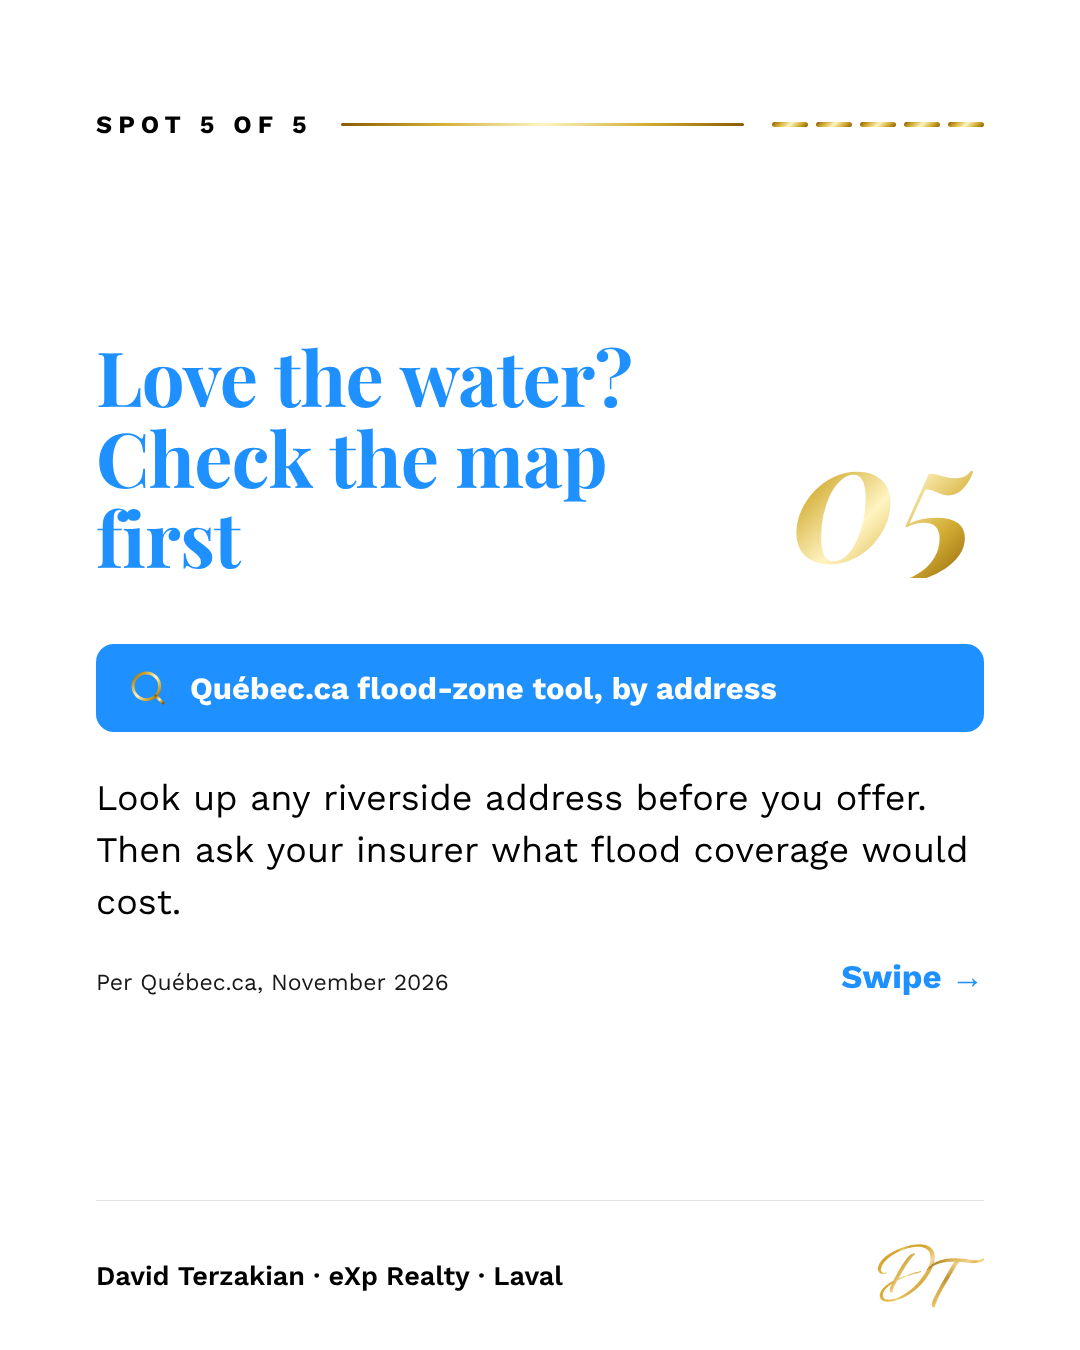 SPOT 5 OF 5
Love the water?
Check the map
first
05
Québec.ca flood-zone tool, by address
Look up any riverside address before you offer.
Then ask your insurer what flood coverage would
cost.
Per Québec.ca, November 2026
Swipe →
David Terzakian · eXp Realty · Laval
DT